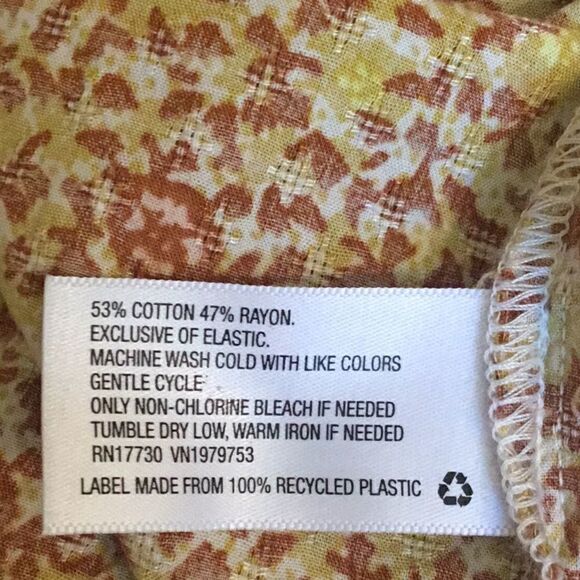 53% COTTON 47% RAYON.
EXCLUSIVE OF ELASTIC.
MACHINE WASH COLD WITH LIKE COLORS
GENTLE CYCLE
ONLY NON-CHLORINE BLEACH IF NEEDED
TUMBLE DRY LOW, WARM IRON IF NEEDED
RN17730 VN1979753
LABEL MADE FROM 100% RECYCLED PLASTIC